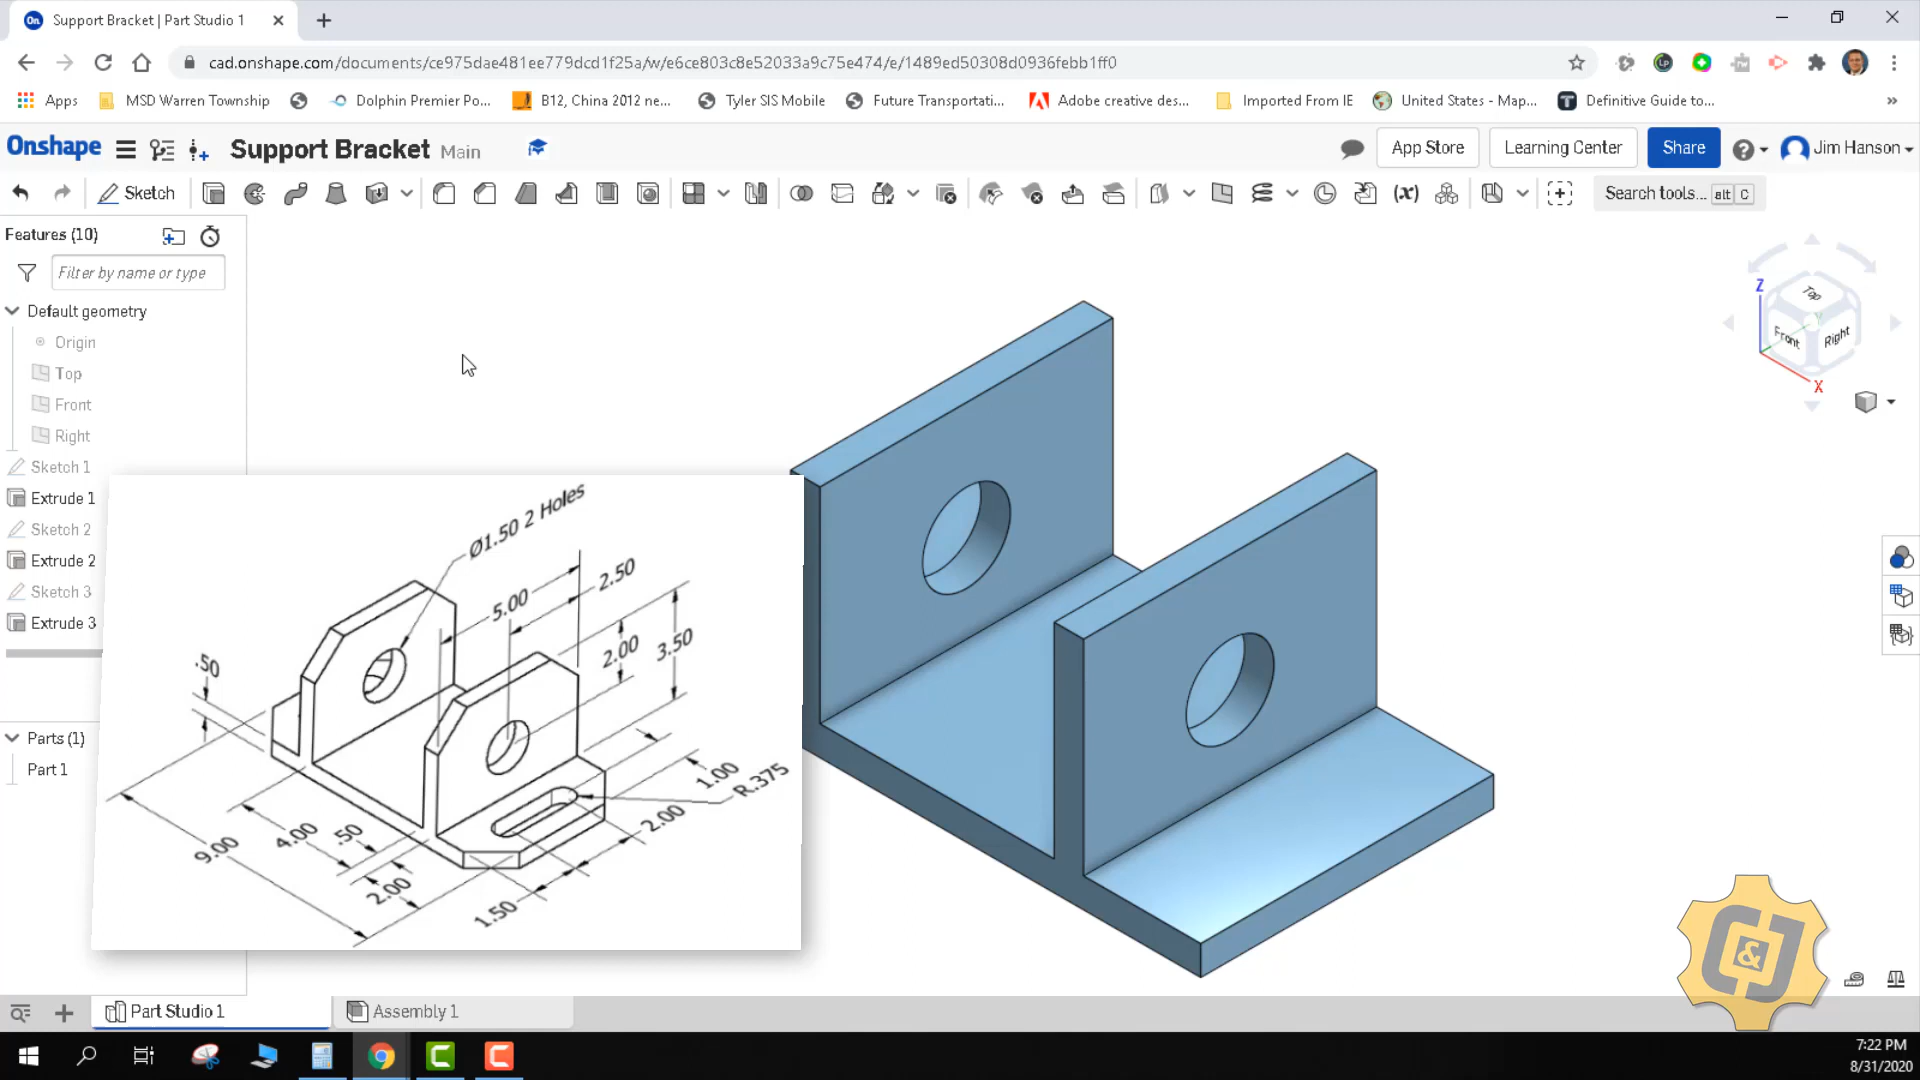 On Support Bracket | Part Studio 1
cad.onshape.com/documents/ce975dae481ee779dcd1f25a/w/e6ce803c8e52033a9c75e474/e/1489ed50308d0936febb1ff0
Apps MSD Warren Township Dolphin Premier Po... B12, China 2012 ne... Tyler SIS Mobile Future Transportati... Adobe creative des... Imported From IE United States - Map... Definitive Guide to... »
Onshape Support Bracket Main App Store Learning Center Share Jim Hanson
Sketch (x) Search tools... alt C
Features (10)
Filter by name or type
Default geometry
Origin
Top
Front
Right
Sketch 1
Extrude 1
Sketch 2
Extrude 2
Sketch 3
Extrude 3
Parts (1)
Part 1
Z
Top
Front
Right
X
Ø1.50 2 Holes
2.50
5.00
2.00
3.50
.50
1.00
R.375
2.00
9.00
4.00
.50
2.00
1.50
C&J
Part Studio 1 Assembly 1
7:22 PM
8/31/2020